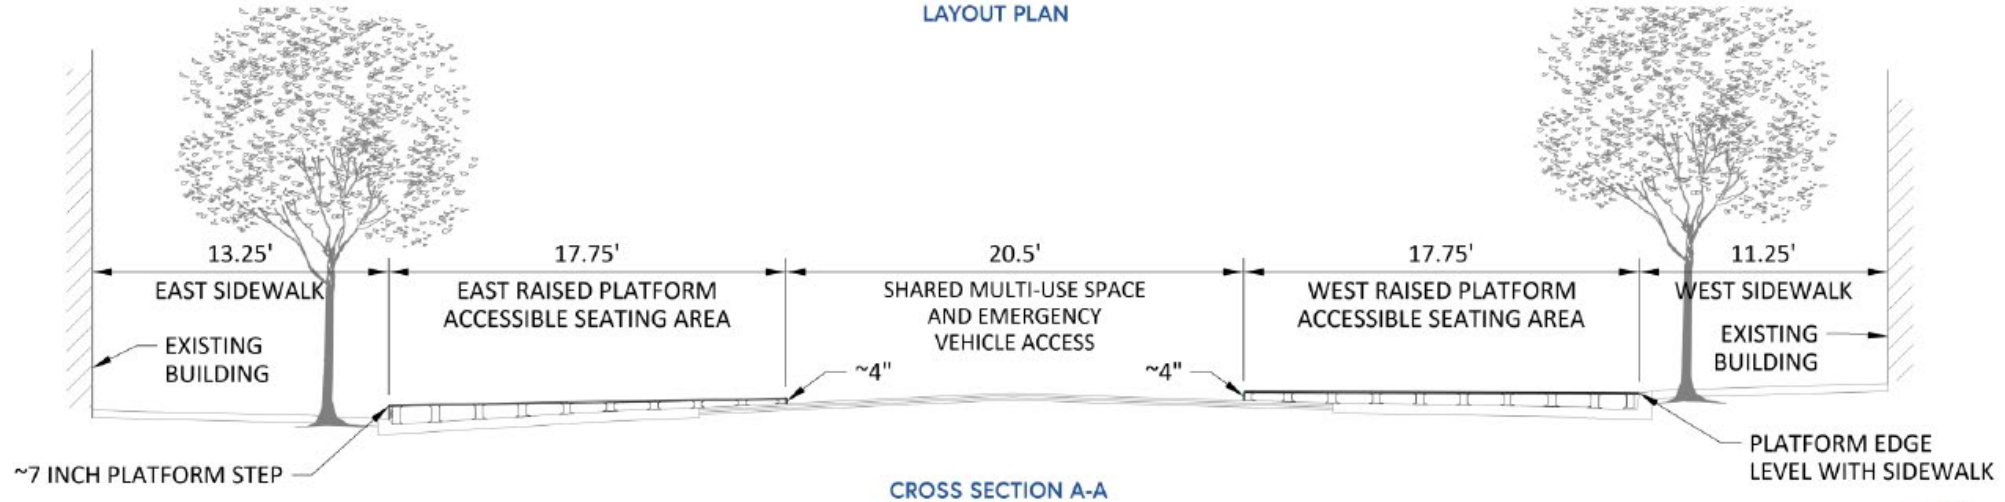 LAYOUT PLAN
13.25'
17.75'
20.5'
17.75'
11.25'
EAST SIDEWALK
EAST RAISED PLATFORM
ACCESSIBLE SEATING AREA
SHARED MULTI-USE SPACE
AND EMERGENCY
VEHICLE ACCESS
WEST RAISED PLATFORM
ACCESSIBLE SEATING AREA
WEST SIDEWALK
EXISTING
BUILDING
~4"
~4"
EXISTING
BUILDING
~7 INCH PLATFORM STEP
PLATFORM EDGE
LEVEL WITH SIDEWALK
CROSS SECTION A-A